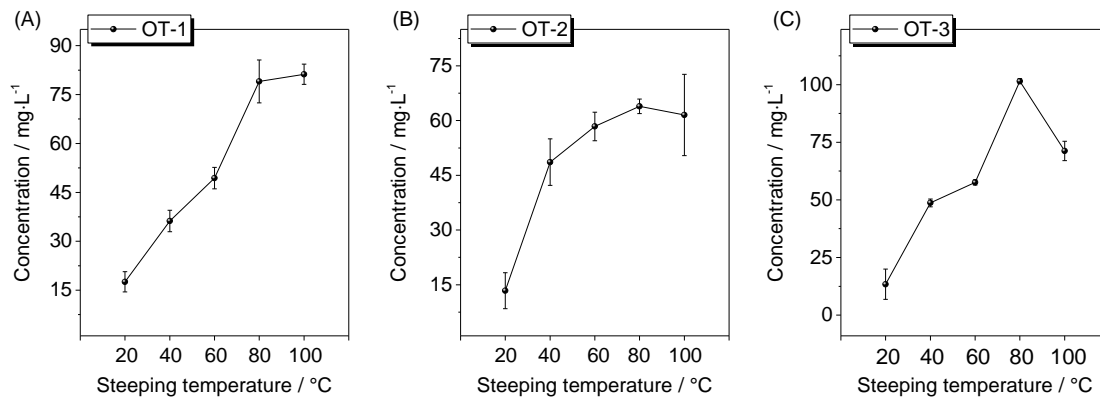 (A)
OT-1
90
75
60
45
30
15
Concentration / mg·L⁻¹
20 40 60 80 100
Steeping temperature / °C
(B)
OT-2
75
60
45
30
15
Concentration / mg·L⁻¹
20 40 60 80 100
Steeping temperature / °C
(C)
OT-3
100
75
50
25
0
Concentration / mg·L⁻¹
20 40 60 80 100
Steeping temperature / °C